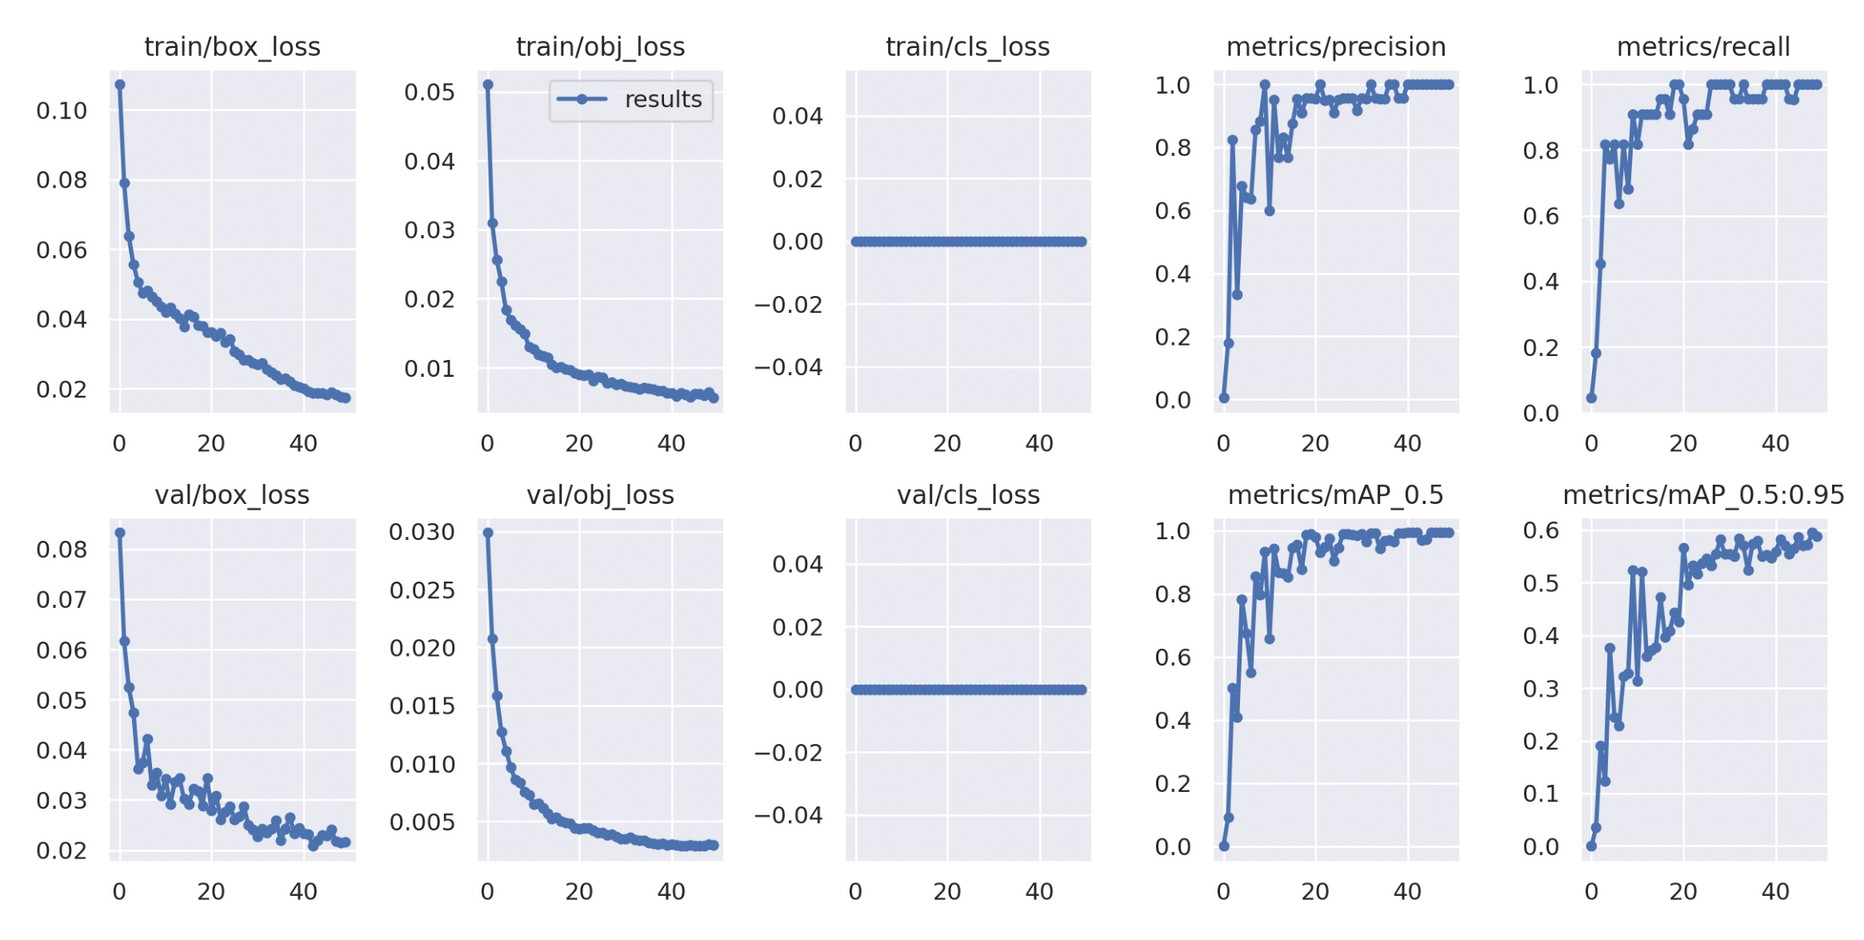 train/box_loss
train/obj_loss
train/cls_loss
metrics/precision
metrics/recall
0.10
0.08
0.06
0.04
0.02
0 20 40
results
0.05
0.04
0.03
0.02
0.01
0 20 40
0.04
0.02
0.00
−0.02
−0.04
0 20 40
1.0
0.8
0.6
0.4
0.2
0.0
0 20 40
1.0
0.8
0.6
0.4
0.2
0.0
0 20 40
val/box_loss
val/obj_loss
val/cls_loss
metrics/mAP_0.5
metrics/mAP_0.5:0.95
0.08
0.07
0.06
0.05
0.04
0.03
0.02
0 20 40
0.030
0.025
0.020
0.015
0.010
0.005
0 20 40
0.04
0.02
0.00
−0.02
−0.04
0 20 40
1.0
0.8
0.6
0.4
0.2
0.0
0 20 40
0.6
0.5
0.4
0.3
0.2
0.1
0.0
0 20 40